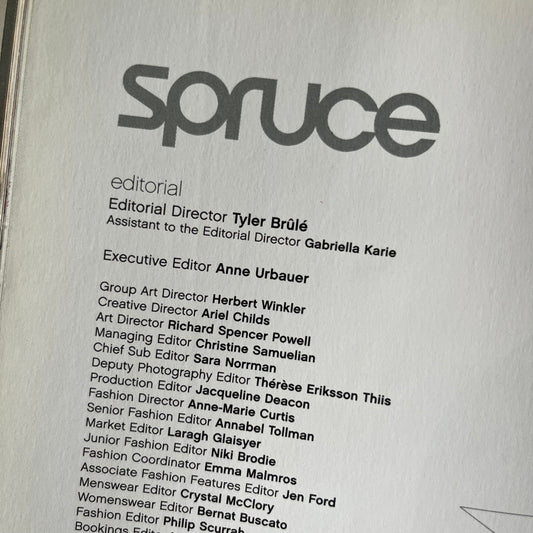 spruce
editorial
Editorial Director Tyler Brûlé
Assistant to the Editorial Director Gabriella Karie
Executive Editor Anne Urbauer
Group Art Director Herbert Winkler
Creative Director Ariel Childs
Art Director Richard Spencer Powell
Managing Editor Christine Samuelian
Chief Sub Editor Sara Norrman
Deputy Photography Editor Thérèse Eriksson Thiis
Production Editor Jacqueline Deacon
Fashion Director Anne-Marie Curtis
Senior Fashion Editor Annabel Tollman
Market Editor Laragh Glaisyer
Junior Fashion Editor Niki Brodie
Fashion Coordinator Emma Malmros
Associate Fashion Features Editor Jen Ford
Menswear Editor Crystal McClory
Womenswear Editor Bernat Buscato
Fashion Editor Philip Scurrah
Bookings